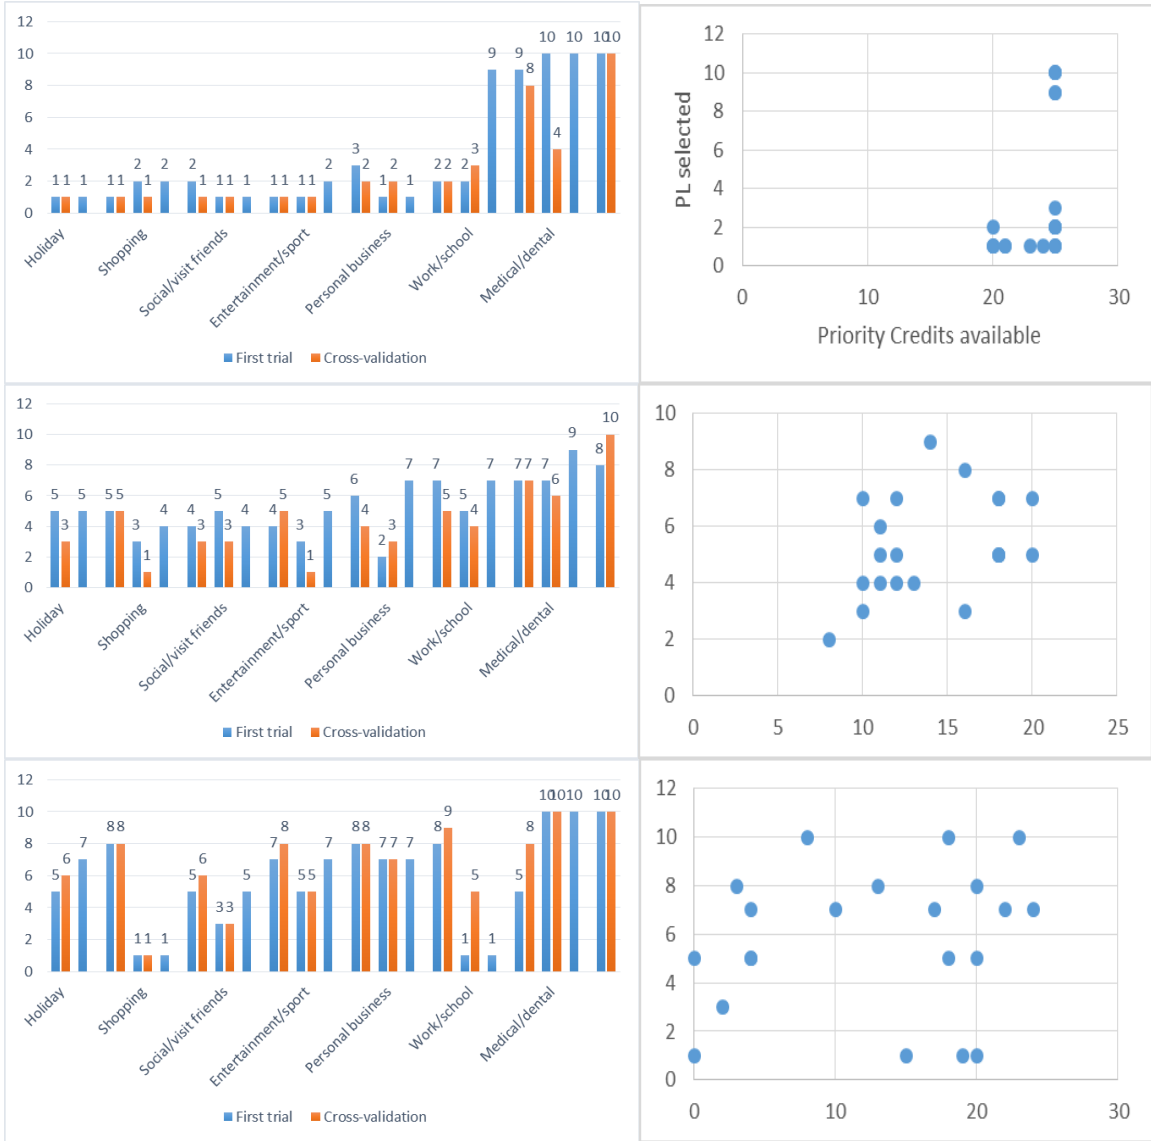 12
10
8
6
4
2
0
1 1 1 1 1 2 1 2 2 1 1 1 1 1 1 1 1 2 3 2 1 2 1 2 2 2 3 9 9 8 10 4 10 10 10
Holiday
Shopping
Social/visit friends
Entertainment/sport
Personal business
Work/school
Medical/dental
First trial Cross-validation
PL selected
12
10
8
6
4
2
0
0 10 20 30
Priority Credits available
12
10
8
6
4
2
0
5 3 5 5 5 3 1 4 4 3 5 3 4 4 5 3 1 5 6 4 2 3 7 7 5 5 4 7 7 7 7 6 9 8 10
Holiday
Shopping
Social/visit friends
Entertainment/sport
Personal business
Work/school
Medical/dental
First trial Cross-validation
10
8
6
4
2
0
0 5 10 15 20 25
12
10
8
6
4
2
0
5 6 7 8 8 1 1 1 5 6 3 3 5 7 8 5 5 7 8 8 7 7 7 8 9 1 5 1 5 8 10 10 10 10 10
Holiday
Shopping
Social/visit friends
Entertainment/sport
Personal business
Work/school
Medical/dental
First trial Cross-validation
12
10
8
6
4
2
0
0 10 20 30